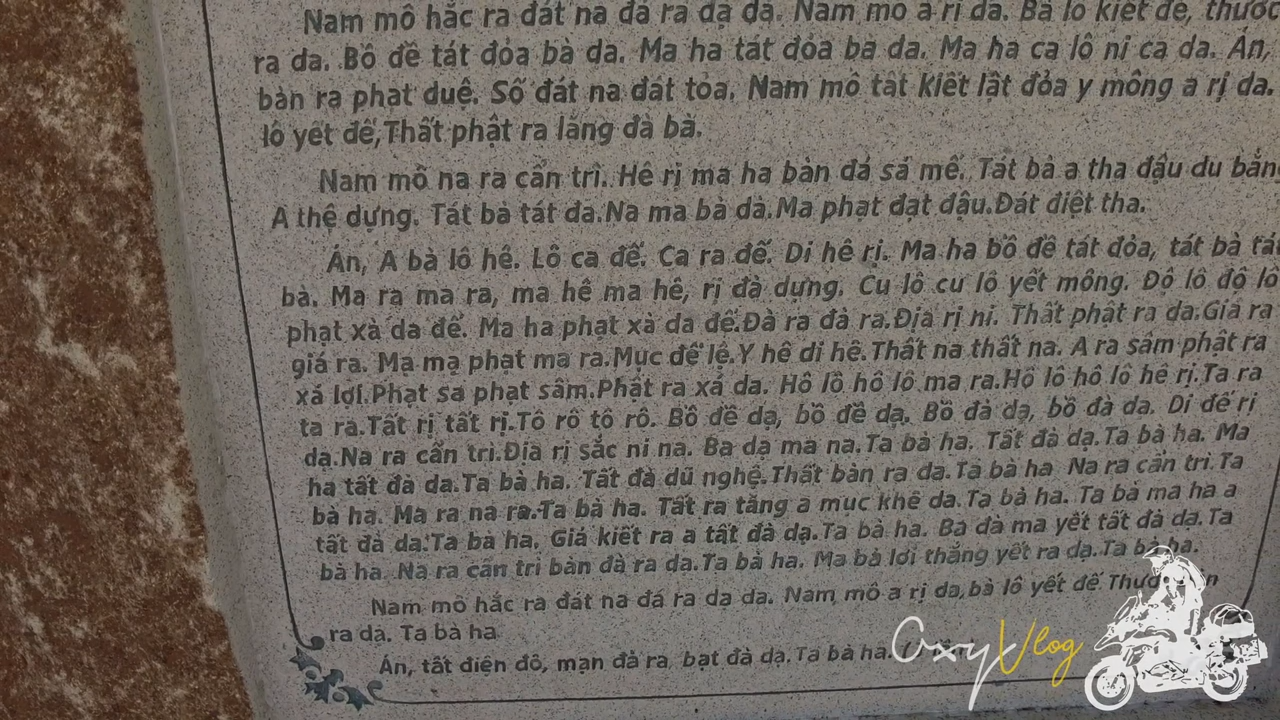 Nam mô hắc ra đát na đá ra dạ da. Nam mô a rị da. Bà lô kiết đế, thước
ra da. Bồ đề tát đỏa bà da. Ma ha tát đỏa bà da. Ma ha ca lô ni ca da. Án,
bàn ra phạt duệ. Số đát na đát tỏa. Nam mô tất kiết lật đỏa y mông a rị da.
lô yết đế,Thất phật ra lăng đà bà.
Nam mô na ra cẩn trì. Hê rị ma ha bàn đá sá mế. Tát bà a tha đậu du bằng
A thệ dựng. Tát bà tát đa.Na ma bà dà.Ma phạt đạt đậu.Đát điệt tha.
Án, A bà lô hê. Lô ca đế. Ca ra đế. Di hê rị. Ma ha bồ đề tát đỏa, tát bà tát
bà. Ma ra ma ra, ma hê ma hê, rị đà dựng. Cu lô cu lô yết mông. Độ lô độ lô
phạt xà da đế. Ma ha phạt xà da đế.Đà ra đà ra.Địa rị ni. Thất phật ra da.Giá ra
giá ra. Mạ mạ phạt ma ra.Mục đế lệ.Y hê di hê.Thất na thất na. A ra sâm phật ra
xá lợi.Phạt sa phạt sâm.Phật ra xá da. Hô lô hô lô ma ra.Hô lô hô lô hê rị.Ta ra
ta ra.Tất rị tất rị.Tô rô tô rô. Bồ đề dạ, bồ đề dạ. Bồ đà dạ, bồ đà dạ. Di đế rị
dạ.Na ra cẩn trì.Địa rị sắc ni na. Ba dạ ma na.Ta bà ha. Tất đà dạ.Ta bà ha. Ma
ha tất đà dạ.Ta bà ha. Tất đà dũ nghệ.Thất bàn ra dạ.Ta bà ha Na ra cẩn trì.Ta
bà ha. Ma ra na ra.Ta bà ha. Tất ra tăng a mục khê da.Ta bà ha. Ta bà ma ha a
tất đà dạ.Ta bà ha. Giả kiết ra a tất đà dạ.Ta bà ha. Ba đà ma yết tất đà dạ.Ta
bà ha. Na ra cẩn trì bàn đà ra dạ.Ta bà ha. Ma bà lợi thắng yết ra dạ.Ta bà ha.
Nam mô hắc ra đát na đá ra dạ da. Nam mô a rị da,bà lô yết đế.
ra dạ. Ta bà ha
Án, tất điện đô, mạn đà ra, bạt đà dạ.Ta bà ha.
Oxy Vlog